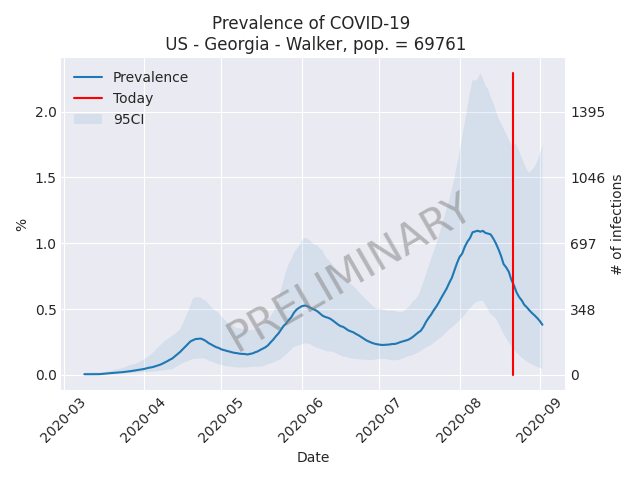 Prevalence of COVID-19
US - Georgia - Walker, pop. = 69761
Prevalence
Today
95CI
2.0
1.5
1.0
0.5
0.0
%
1395
1046
697
348
0
# of infections
PRELIMINARY
2020-03
2020-04
2020-05
2020-06
2020-07
2020-08
2020-09
Date